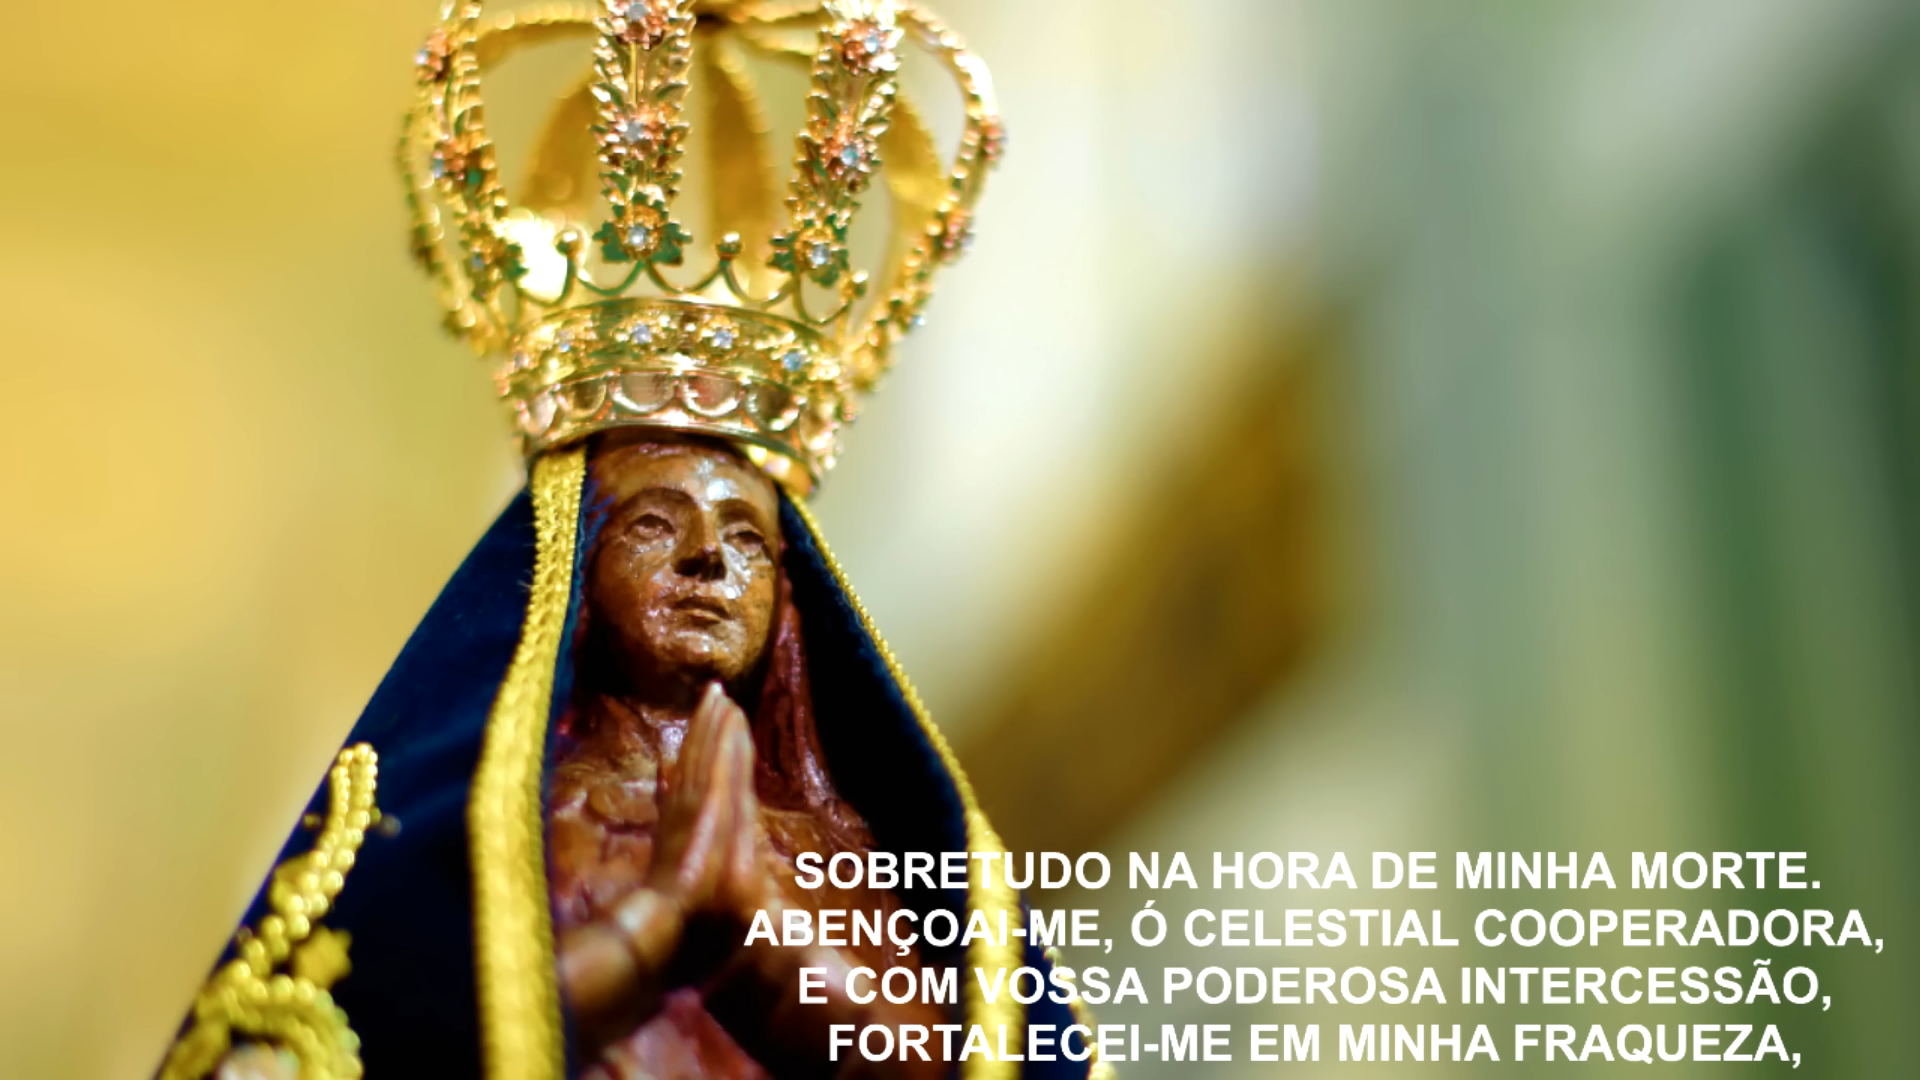 SOBRETUDO NA HORA DE MINHA MORTE.
ABENÇOAI-ME, Ó CELESTIAL COOPERADORA,
E COM VOSSA PODEROSA INTERCESSÃO,
FORTALECEI-ME EM MINHA FRAQUEZA,